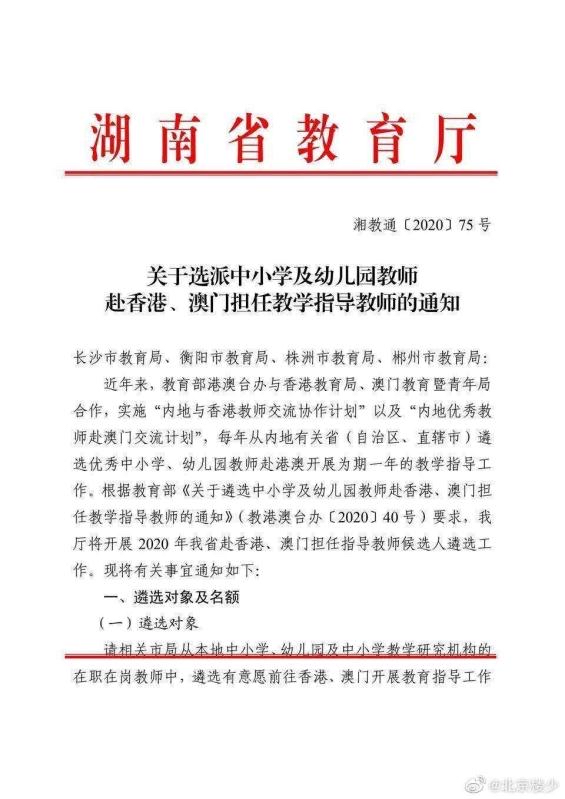 湖南省教育厅
湘教通〔2020〕75 号
关于选派中小学及幼儿园教师
赴香港、澳门担任教学指导教师的通知
长沙市教育局、衡阳市教育局、株洲市教育局、郴州市教育局：
近年来，教育部港澳台办与香港教育局、澳门教育暨青年局
合作，实施“内地与香港教师交流协作计划”以及“内地优秀教
师赴澳门交流计划”，每年从内地有关省（自治区、直辖市）遴
选优秀中小学、幼儿园教师赴港澳开展为期一年的教学指导工
作。根据教育部《关于遴选中小学及幼儿园教师赴香港、澳门担
任教学指导教师的通知》（教港澳台办〔2020〕40 号）要求，我
厅将开展 2020 年我省赴香港、澳门担任指导教师候选人遴选工
作。现将有关事宜通知如下：
一、遴选对象及名额
（一）遴选对象
请相关市局从本地中小学、幼儿园及中小学教学研究机构的
在职在岗教师中，遴选有意愿前往香港、澳门开展教育指导工作
@北京楼少